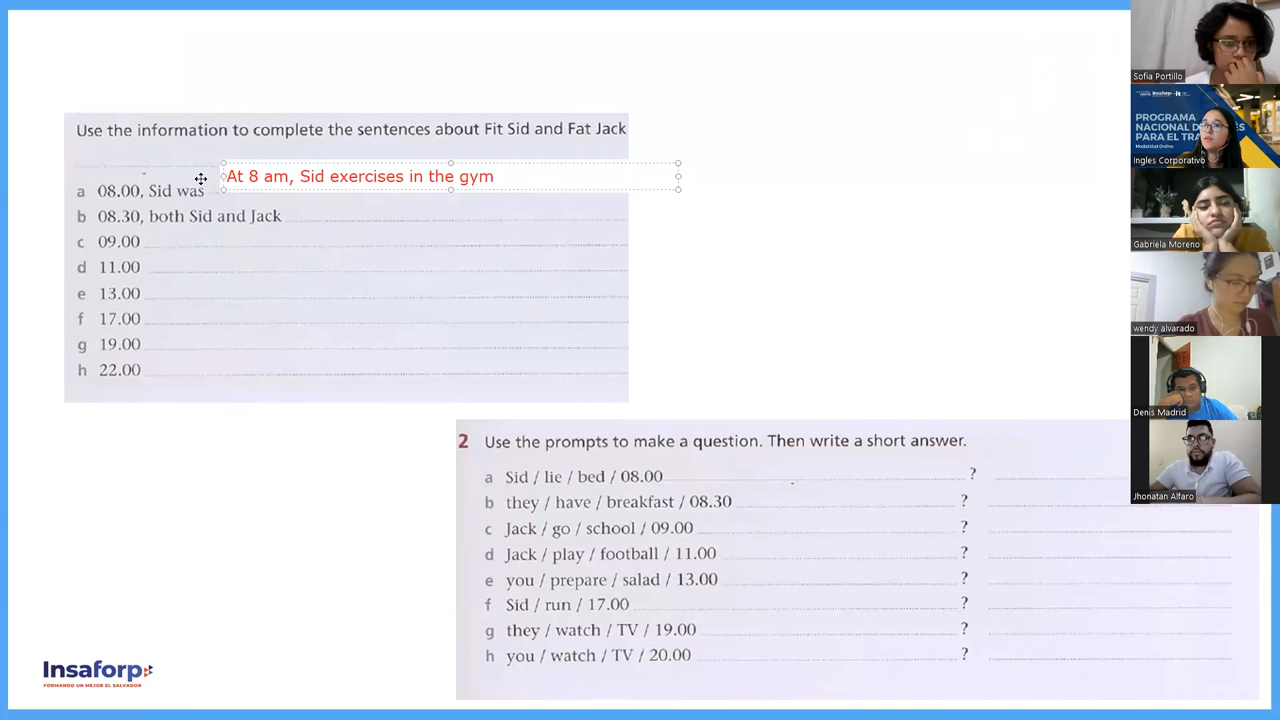 Use the information to complete the sentences about Fit Sid and Fat Jack
At 8 am, Sid exercises in the gym
a 08.00, Sid was
b 08.30, both Sid and Jack
c 09.00
d 11.00
e 13.00
f 17.00
g 19.00
h 22.00
2 Use the prompts to make a question. Then write a short answer.
a Sid / lie / bed / 08.00 ?
b they / have / breakfast / 08.30 ?
c Jack / go / school / 09.00 ?
d Jack / play / football / 11.00 ?
e you / prepare / salad / 13.00 ?
f Sid / run / 17.00 ?
g they / watch / TV / 19.00 ?
h you / watch / TV / 20.00 ?
Insaforp
FORMANDO UN MEJOR EL SALVADOR
Sofia Portillo
Insaforp
PROGRAMA
NACIONAL DE
PARA EL TRA
Modalidad Online
Ingles Corporativo
Gabriela Moreno
wendy alvarado
Denis Madrid
Jhonatan Alfaro